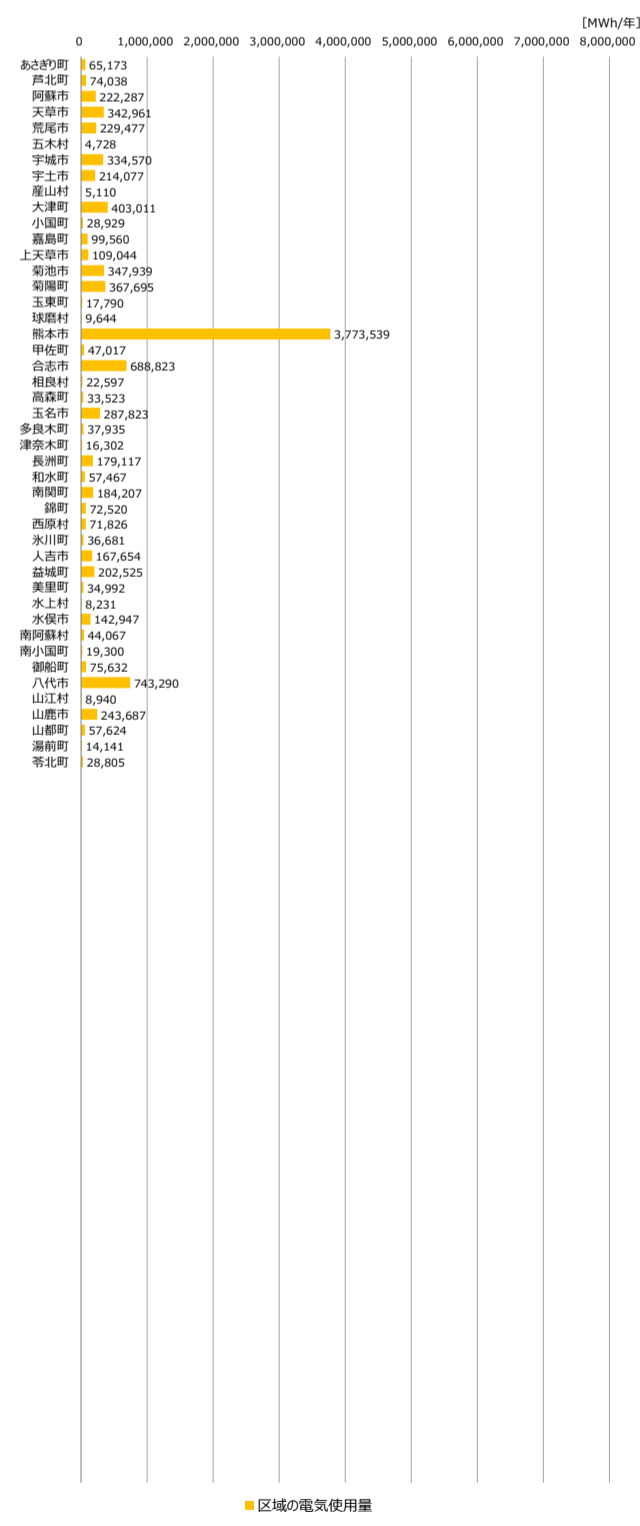 [MWh/年]
0 1,000,000 2,000,000 3,000,000 4,000,000 5,000,000 6,000,000 7,000,000 8,000,000
あさぎり町 65,173
芦北町 74,038
阿蘇市 222,287
天草市 342,961
荒尾市 229,477
五木村 4,728
宇城市 334,570
宇土市 214,077
産山村 5,110
大津町 403,011
小国町 28,929
嘉島町 99,560
上天草市 109,044
菊池市 347,939
菊陽町 367,695
玉東町 17,790
球磨村 9,644
熊本市 3,773,539
甲佐町 47,017
合志市 688,823
相良村 22,597
高森町 33,523
玉名市 287,823
多良木町 37,935
津奈木町 16,302
長洲町 179,117
和水町 57,467
南関町 184,207
錦町 72,520
西原村 71,826
氷川町 36,681
人吉市 167,654
益城町 202,525
美里町 34,992
水上村 8,231
水俣市 142,947
南阿蘇村 44,067
南小国町 19,300
御船町 75,632
八代市 743,290
山江村 8,940
山鹿市 243,687
山都町 57,624
湯前町 14,141
苓北町 28,805
区域の電気使用量